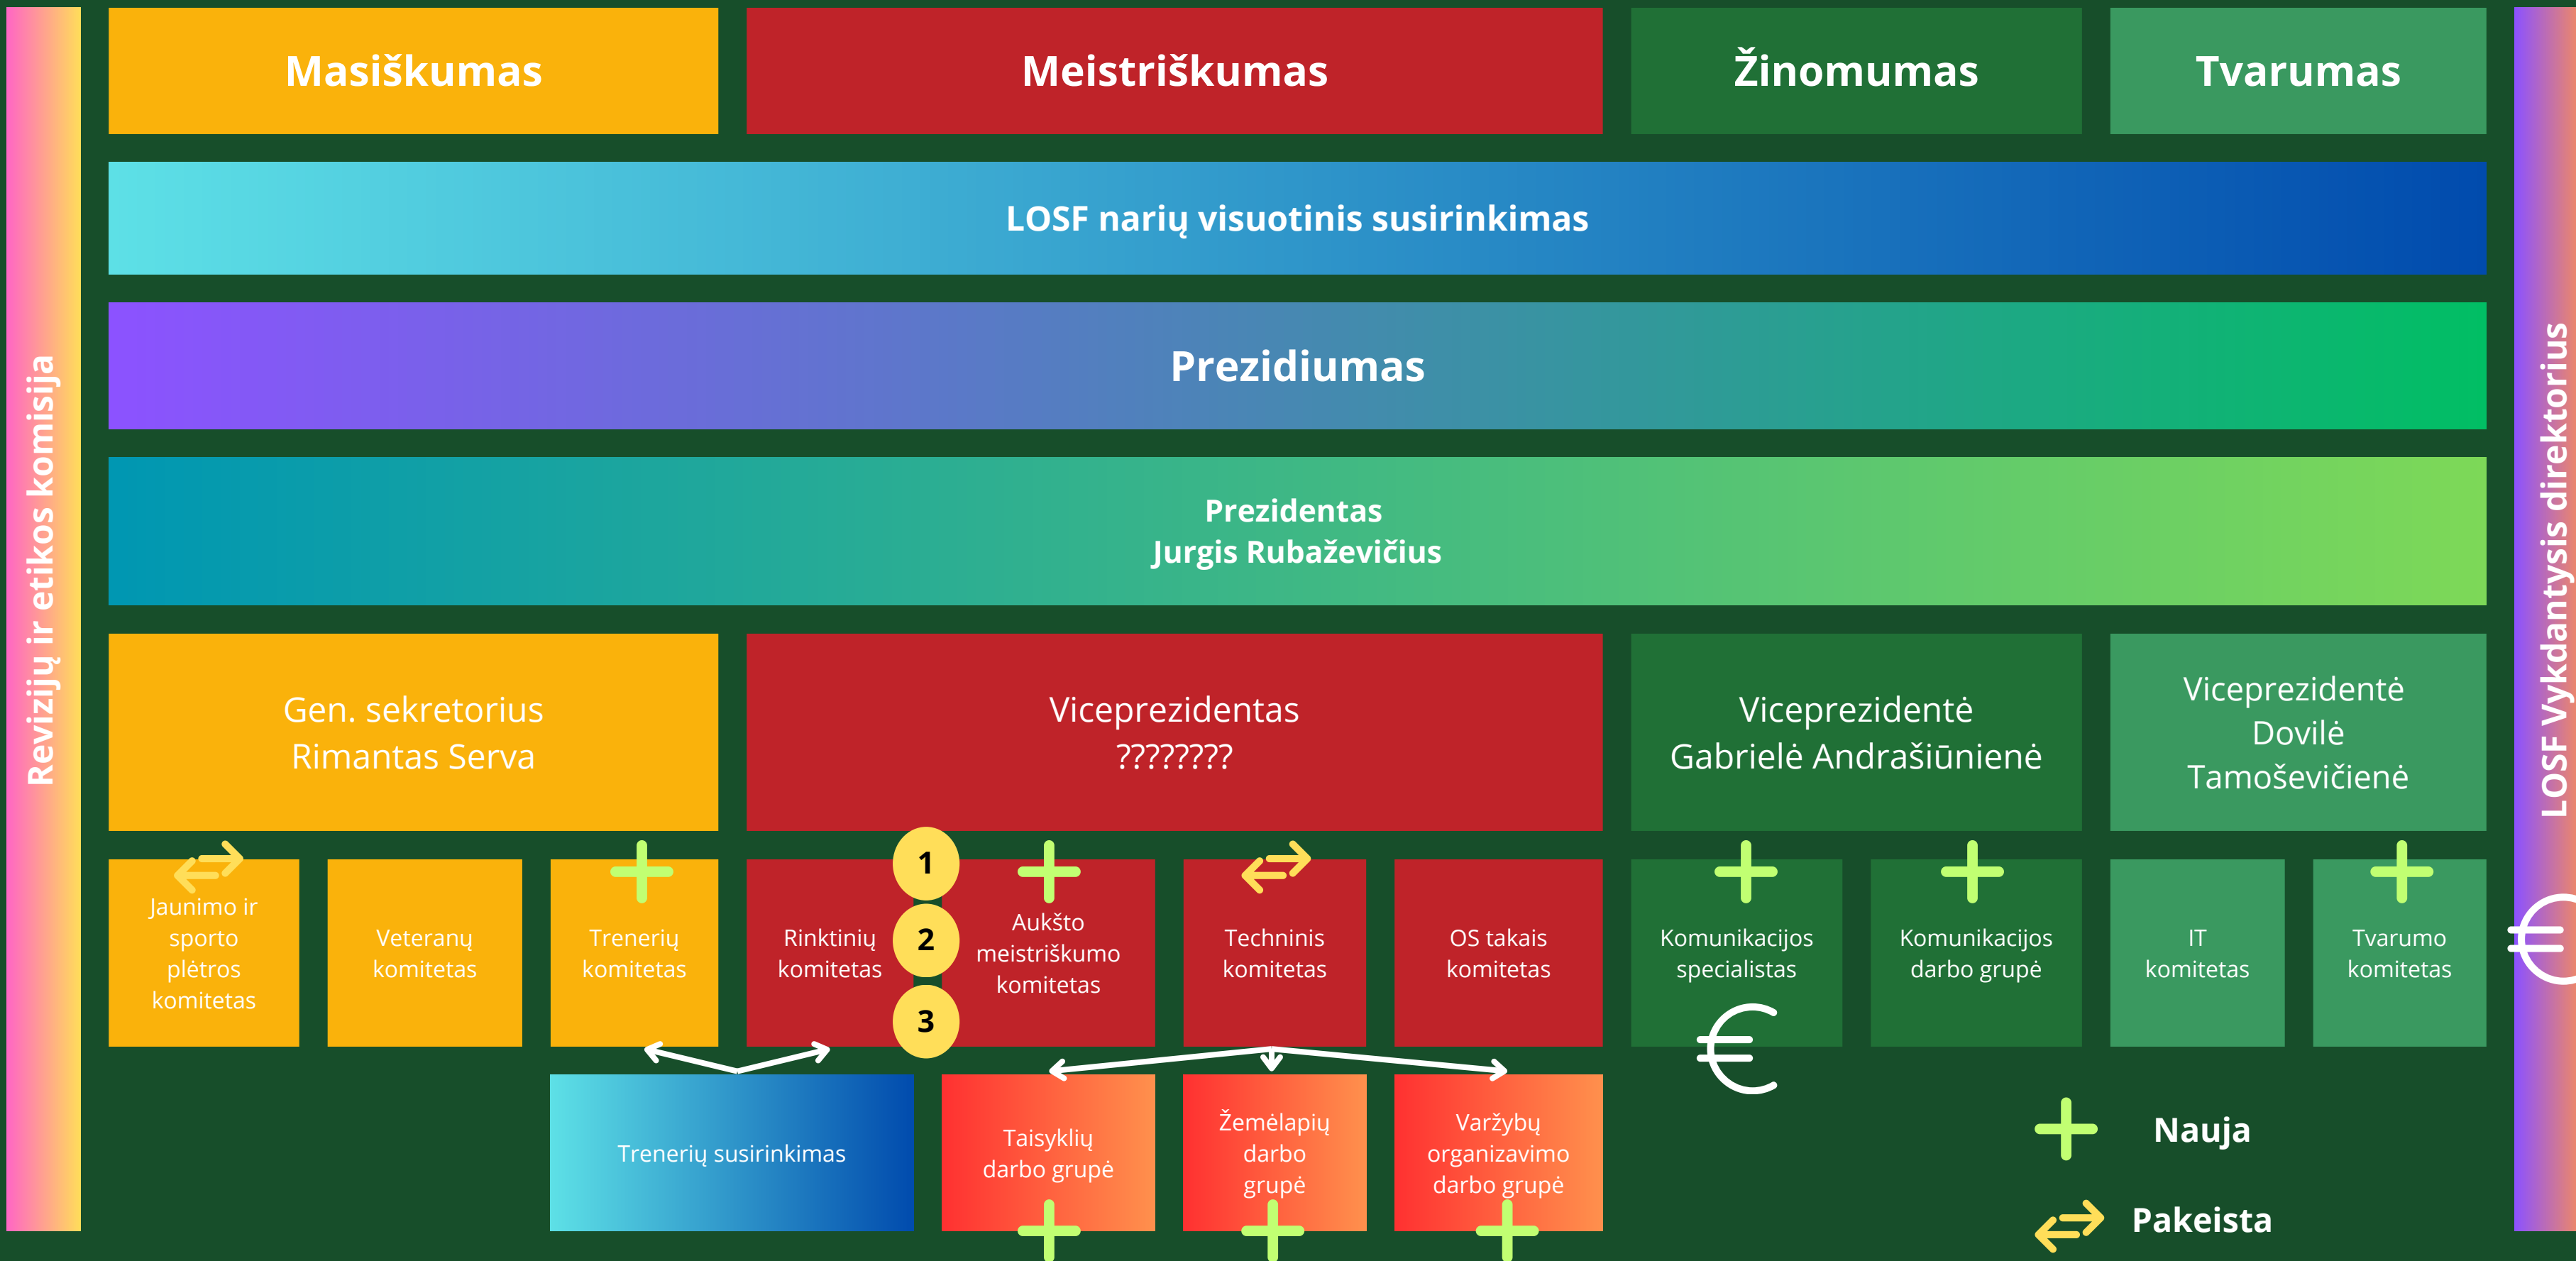 Masiškumas
Meistriškumas
Žinomumas
Tvarumas
Revizijų ir etikos komisija
LOSF Vykdantysis direktorius
LOSF narių visuotinis susirinkimas
Prezidiumas
Prezidentas
Jurgis Rubaževičius
Gen. sekretorius
Rimantas Serva
Viceprezidentas
????????
Viceprezidentė
Gabrielė Andrašiūnienė
Viceprezidentė
Dovilė
Tamoševičienė
Jaunimo ir
sporto
plėtros
komitetas
Veteranų
komitetas
Trenerių
komitetas
Rinktinių
komitetas
1
2
3
Aukšto
meistriškumo
komitetas
Techninis
komitetas
OS takais
komitetas
Komunikacijos
specialistas
€
Komunikacijos
darbo grupė
IT
komitetas
Tvarumo
komitetas
€
Trenerių susirinkimas
Taisyklių
darbo grupė
Žemėlapių
darbo
grupė
Varžybų
organizavimo
darbo grupė
Nauja
Pakeista